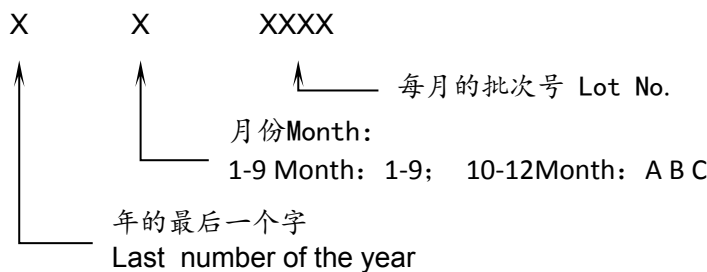 X X XXXX
每月的批次号 Lot No.
月份Month：
1-9 Month：1-9； 10-12Month：A B C
年的最后一个字
Last number of the year